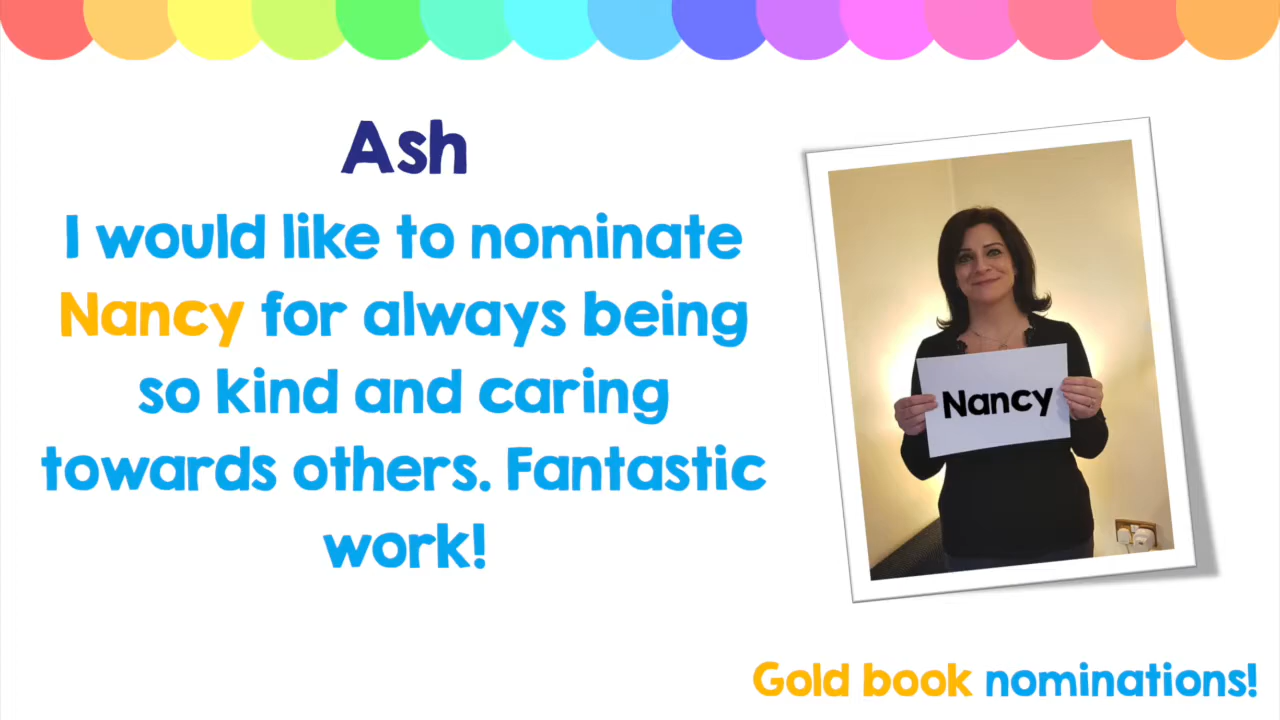 Ash
I would like to nominate
Nancy for always being
so kind and caring
towards others. Fantastic
work!
Nancy
Gold book nominations!